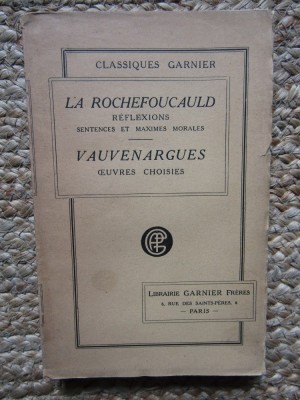 CLASSIQUES GARNIER
LA ROCHEFOUCAULD
RÉFLEXIONS
SENTENCES ET MAXIMES MORALES
VAUVENARGUES
ŒUVRES CHOISIES
LIBRAIRIE GARNIER FRÈRES
6, RUE DES SAINTS-PÈRES, 6
— PARIS —